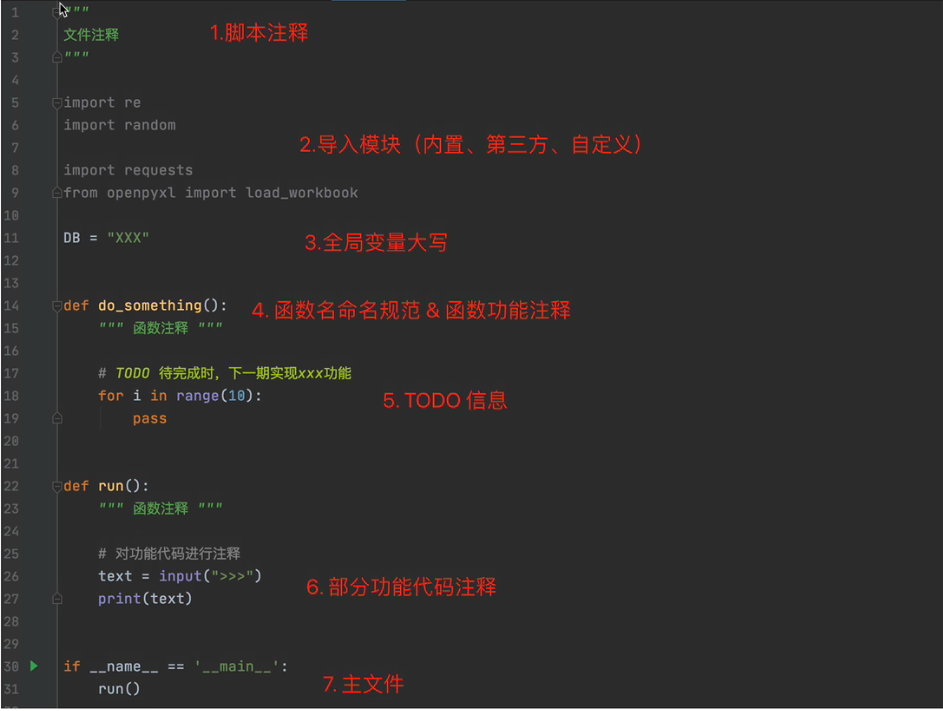 1 """
2 文件注释 1.脚本注释
3 """
4
5 import re
6 import random
7 2.导入模块（内置、第三方、自定义）
8 import requests
9 from openpyxl import load_workbook
10
11 DB = "XXX" 3.全局变量大写
12
13
14 def do_something(): 4. 函数名命名规范 & 函数功能注释
15 """ 函数注释 """
16
17 # TODO 待完成时，下一期实现xxx功能
18 for i in range(10): 5. TODO 信息
19 pass
20
21
22 def run():
23 """ 函数注释 """
24
25 # 对功能代码进行注释
26 text = input(">>>") 6. 部分功能代码注释
27 print(text)
28
29
30 if __name__ == '__main__':
31 run() 7. 主文件